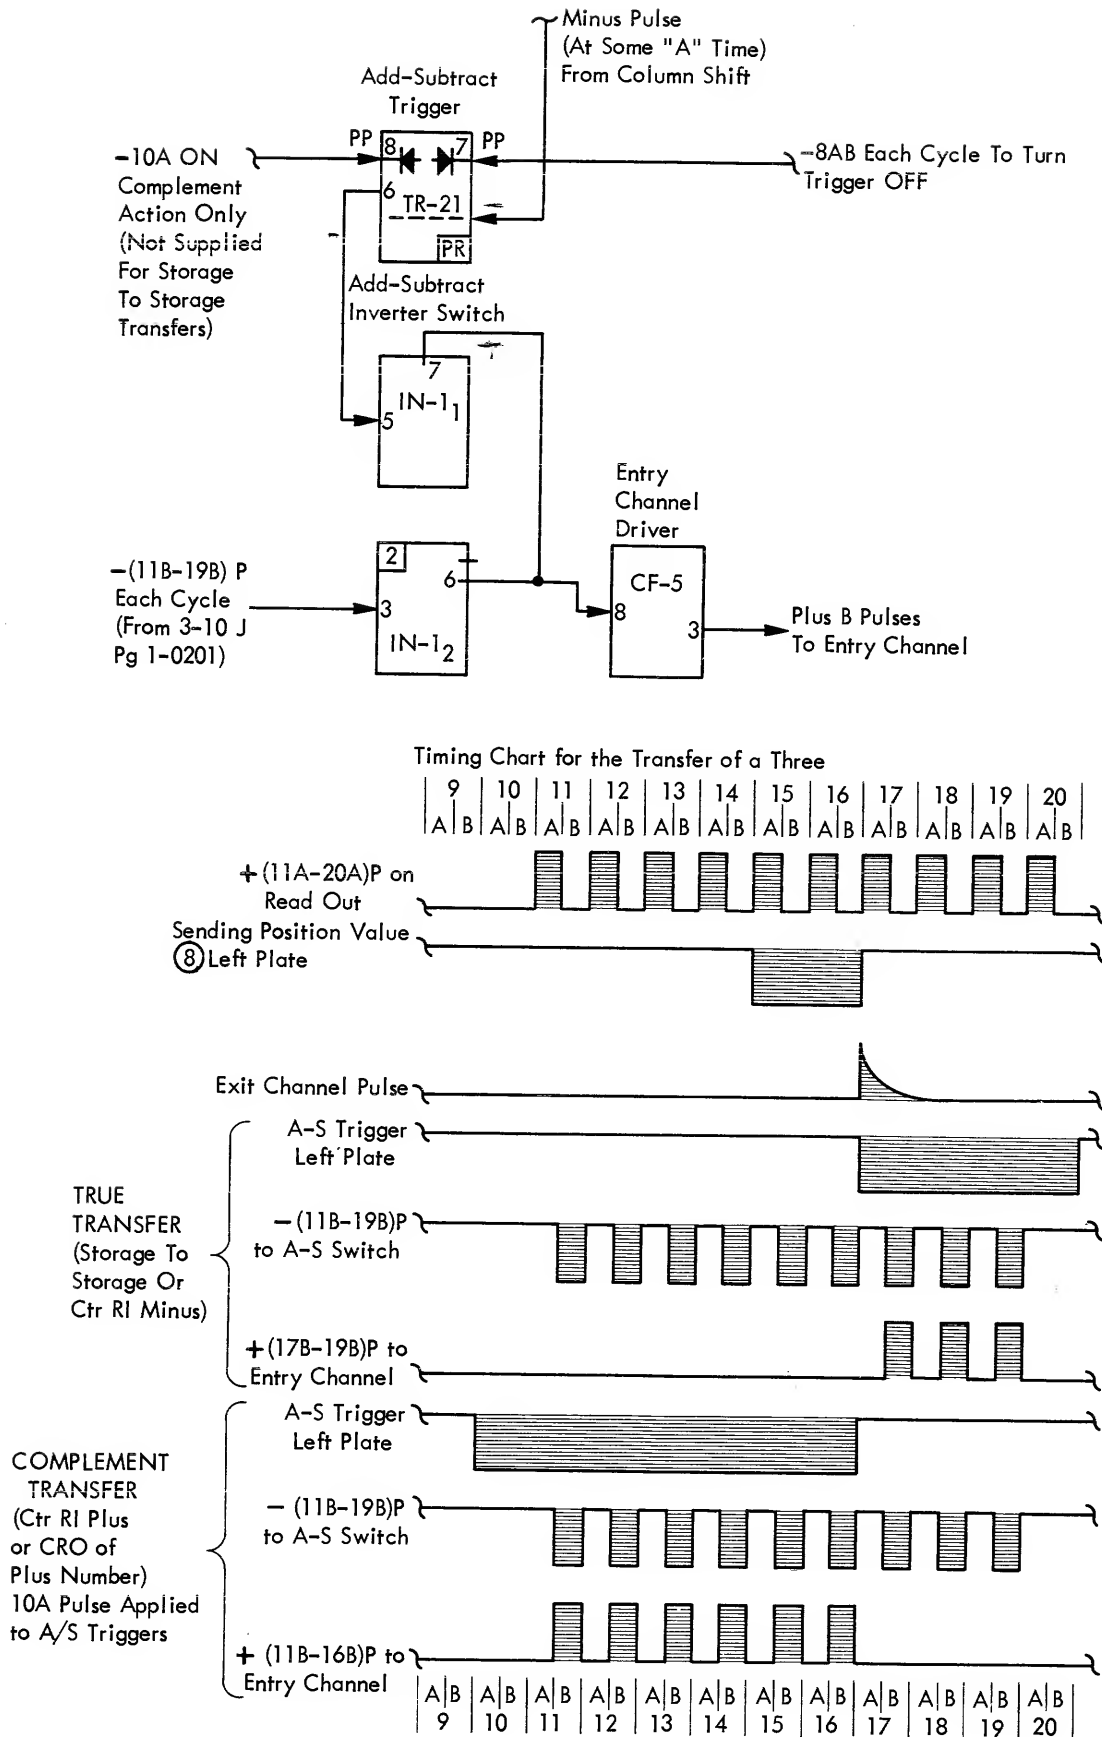 Minus Pulse
(At Some "A" Time)
From Column Shift
Add-Subtract
Trigger
PP
8
7
PP
-10A ON
Complement
Action Only
(Not Supplied
For Storage
To Storage
Transfers)
-8AB Each Cycle To Turn
Trigger OFF
6
TR-21
PR
Add-Subtract
Inverter Switch
7
IN-1₁
5
Entry
Channel
Driver
2
6
3
IN-1₂
-(11B-19B) P
Each Cycle
(From 3-10 J
Pg 1-0201)
CF-5
8
3
Plus B Pulses
To Entry Channel
Timing Chart for the Transfer of a Three
9 10 11 12 13 14 15 16 17 18 19 20
A B A B A B A B A B A B A B A B A B A B A B A B
+ (11A-20A)P on
Read Out
Sending Position Value
8 Left Plate
Exit Channel Pulse
TRUE
TRANSFER
(Storage To
Storage Or
Ctr RI Minus)
A-S Trigger
Left Plate
- (11B-19B)P
to A-S Switch
+ (17B-19B)P to
Entry Channel
COMPLEMENT
TRANSFER
(Ctr RI Plus
or CRO of
Plus Number)
10A Pulse Applied
to A/S Triggers
A-S Trigger
Left Plate
- (11B-19B)P
to A-S Switch
+ (11B-16B)P to
Entry Channel
A B A B A B A B A B A B A B A B A B A B A B A B
9 10 11 12 13 14 15 16 17 18 19 20